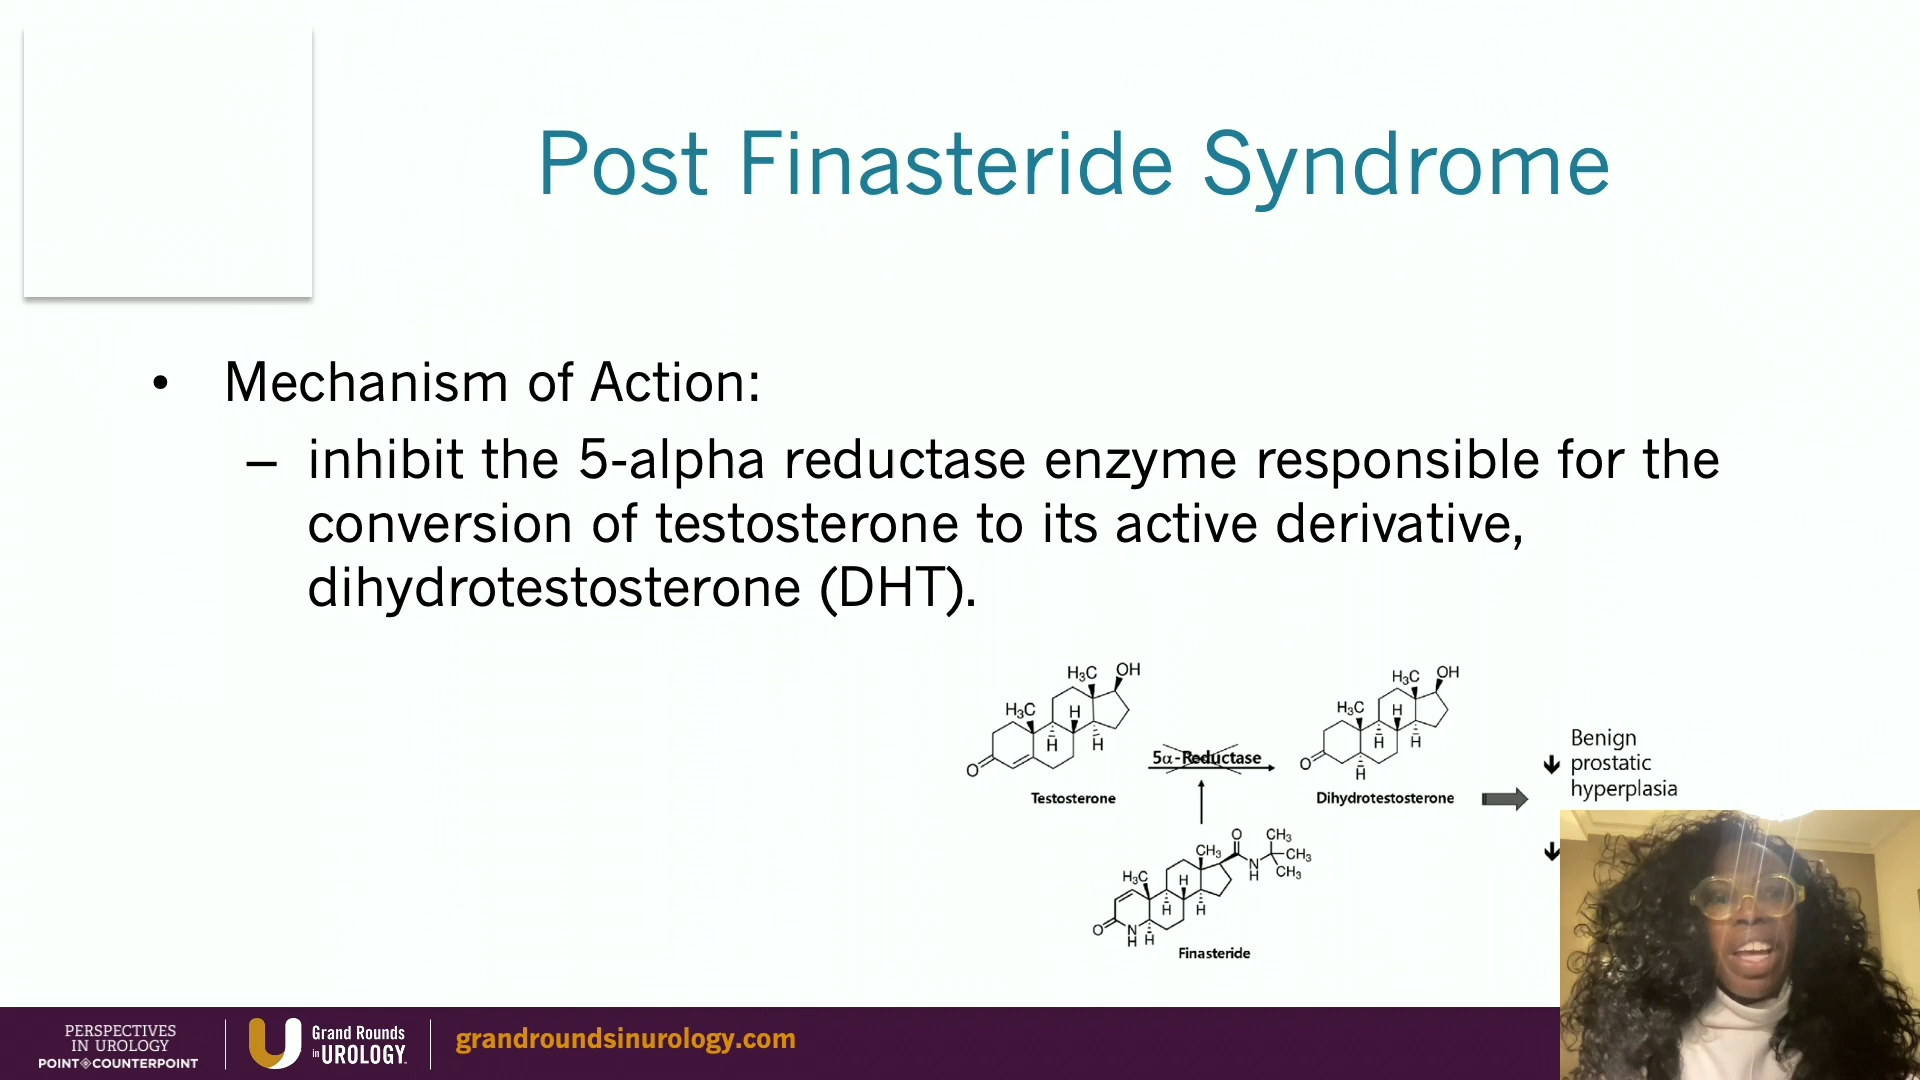 Post Finasteride Syndrome
• Mechanism of Action:
– inhibit the 5-alpha reductase enzyme responsible for the
conversion of testosterone to its active derivative,
dihydrotestosterone (DHT).
H₃C OH
H₃C H
H H
O
Testosterone
5α-Reductase
H₃C OH
H₃C H
H H
O
H
Dihydrotestosterone
Benign
prostatic
hyperplasia
O CH₃
CH₃ CH₃
N
H CH₃
H₃C H
H H
O N H
H
Finasteride
PERSPECTIVES
IN UROLOGY
POINT COUNTERPOINT
Grand Rounds
in UROLOGY
grandroundsinurology.com